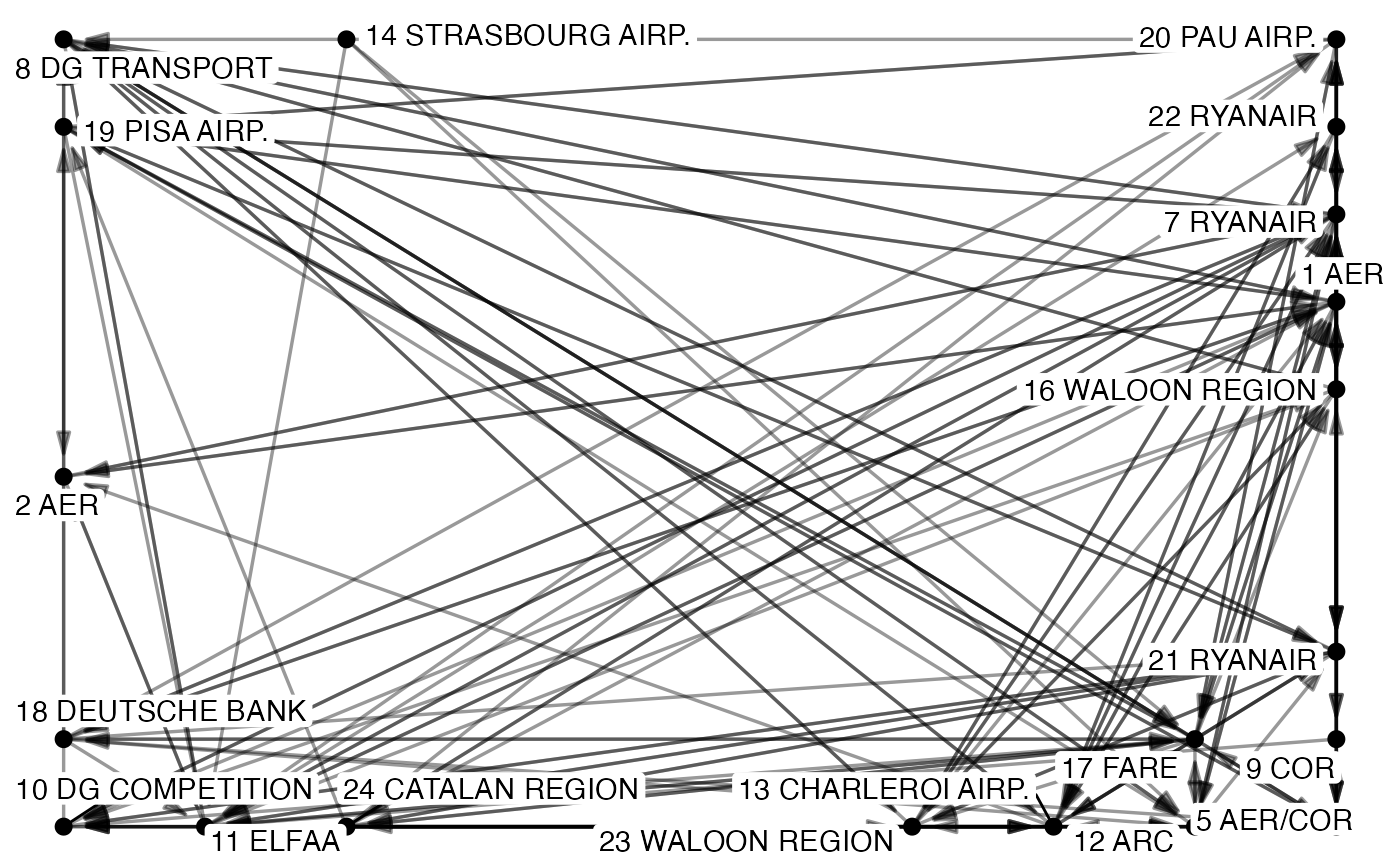 14 STRASBOURG AIRP.
20 PAU AIRP.
8 DG TRANSPORT
22 RYANAIR
19 PISA AIRP.
7 RYANAIR
1 AER
16 WALOON REGION
2 AER
21 RYANAIR
18 DEUTSCHE BANK
17 FARE
9 COR
10 DG COMPETITION
24 CATALAN REGION
13 CHARLEROI AIRP.
5 AER/COR
11 ELFAA
23 WALOON REGION
12 ARC